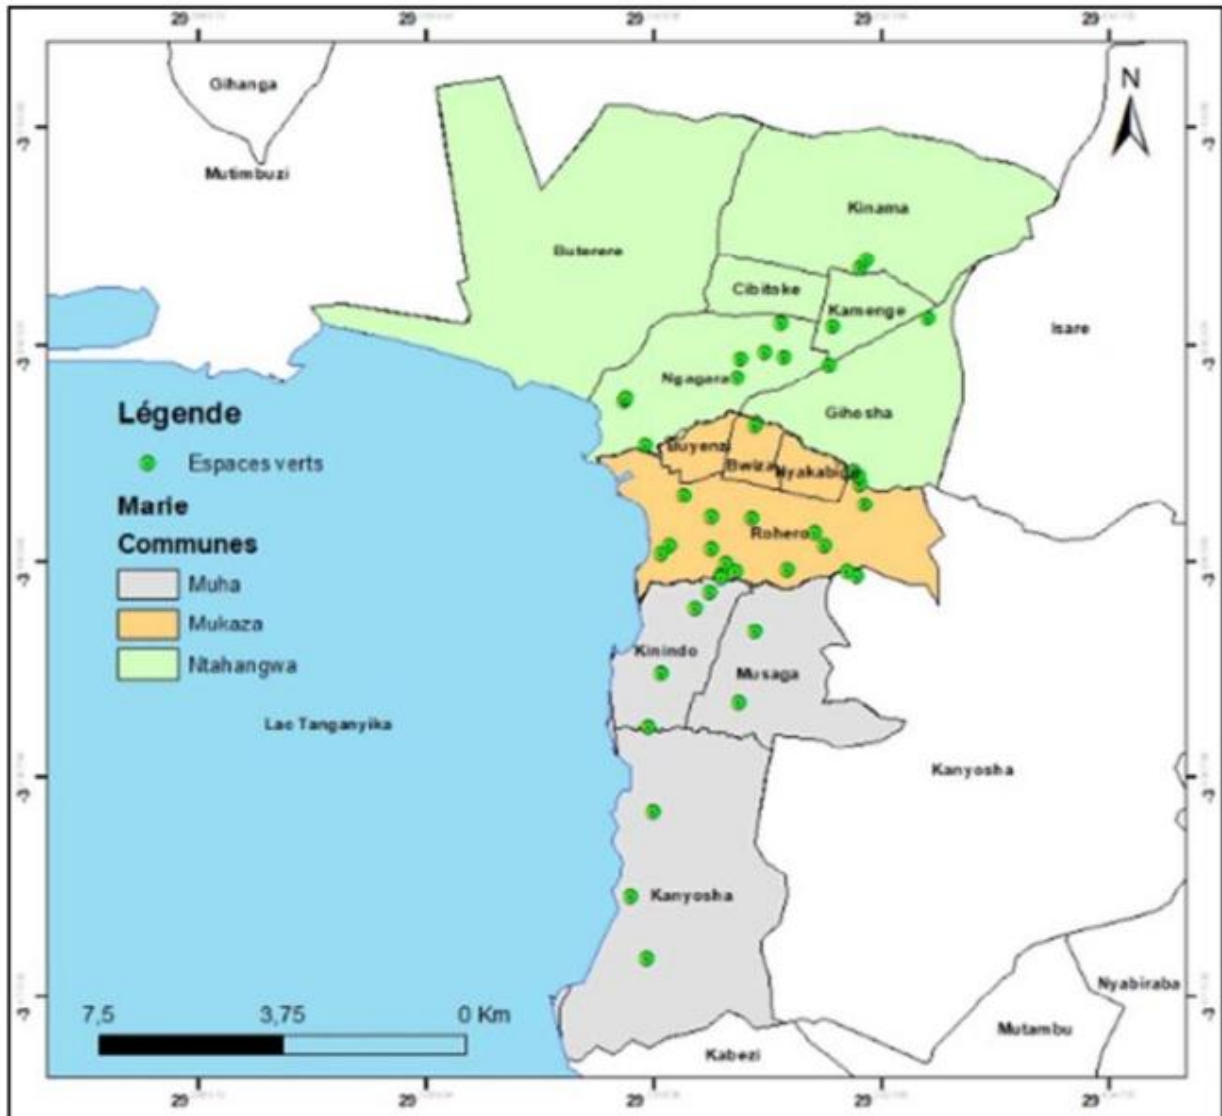 29 29 29 29 29
N
Gihanga
Mutimbuzi
Kinama
Buterere
Cibitoke
Kamenge
Isare
Ngagara
Gihosha
Légende
Espaces verts
Buyenzi
Bwiza
Nyakabiga
Marie
Communes
Rohero
Muha
Mukaza
Ntahangwa
Kinindo
Musaga
Lac Tanganyika
Kanyosha
Kanyosha
Nyabiraba
7,5 3,75 0 Km
Mutambu
Kabezi
29 29 29 29 29